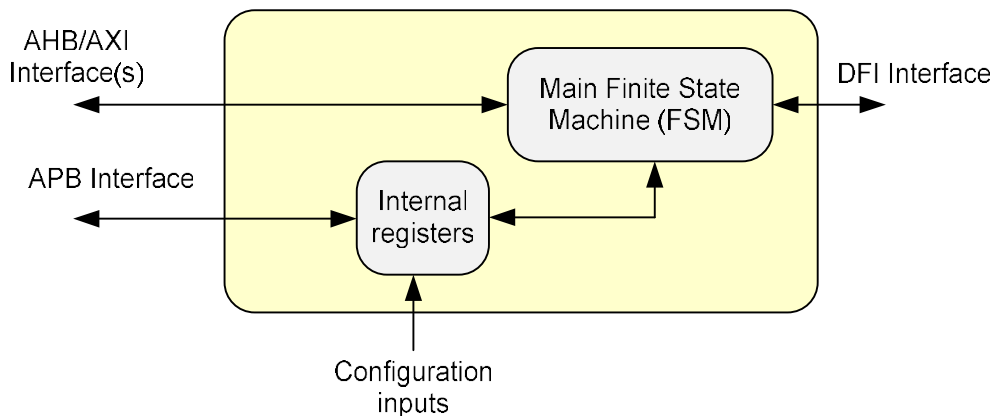 AHB/AXI
Interface(s)
Main Finite State
Machine (FSM)
DFI Interface
APB Interface
Internal
registers
Configuration
inputs